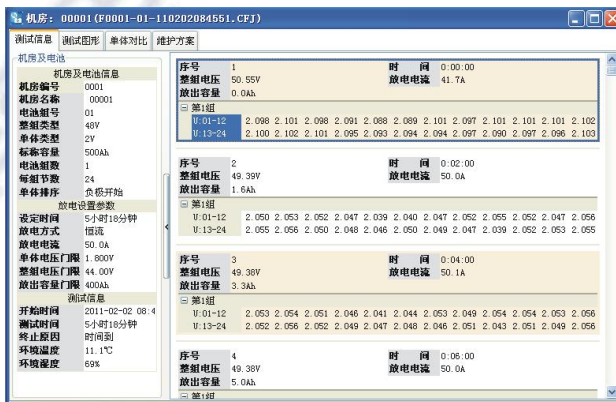 机房: 00001(F0001-01-110202084551.CFJ)
测试信息 测试图形 单体对比 维护方案
机房及电池
机房及电池信息
机房编号 0001
机房名称 00001
电池组号 01
整组类型 48V
单体类型 2V
标称容量 500Ah
电池组数 1
每组节数 24
单体排序 负极开始
放电设置参数
设定时间 5小时18分钟
放电方式 恒流
放电电流 50.0A
单体电压门限 1.800V
整组电压门限 44.00V
放出容量门限 400Ah
测试信息
开始时间 2011-02-02 08:4
测试时间 5小时18分钟
终止原因 时间到
环境温度 11.1℃
环境湿度 69%
序号 1 时 间 0:00:00
整组电压 50.55V 放电电流 41.7A
放出容量 0.0Ah
第1组
U:01-12 2.098 2.101 2.098 2.091 2.088 2.089 2.101 2.097 2.101 2.101 2.101 2.102
U:13-24 2.100 2.102 2.101 2.095 2.093 2.094 2.094 2.097 2.090 2.097 2.096 2.103
序号 2 时 间 0:02:00
整组电压 49.39V 放电电流 50.0A
放出容量 1.6Ah
第1组
U:01-12 2.050 2.053 2.052 2.047 2.039 2.040 2.047 2.052 2.055 2.052 2.047 2.056
U:13-24 2.055 2.056 2.050 2.048 2.046 2.050 2.049 2.047 2.039 2.052 2.053 2.055
序号 3 时 间 0:04:00
整组电压 49.38V 放电电流 50.1A
放出容量 3.3Ah
第1组
U:01-12 2.053 2.054 2.051 2.046 2.041 2.044 2.053 2.049 2.054 2.054 2.053 2.056
U:13-24 2.052 2.056 2.052 2.049 2.047 2.048 2.046 2.051 2.043 2.051 2.049 2.056
序号 4 时 间 0:06:00
整组电压 49.38V 放电电流 50.0A
放出容量 5.0Ah
第1组